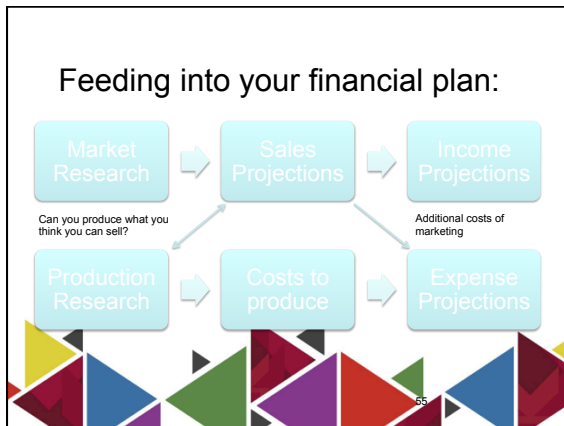 Feeding into your financial plan:
Market
Research
Sales
Projections
Income
Projections
Can you produce what you
think you can sell?
Additional costs of
marketing
Production
Research
Costs to
produce
Expense
Projections
55